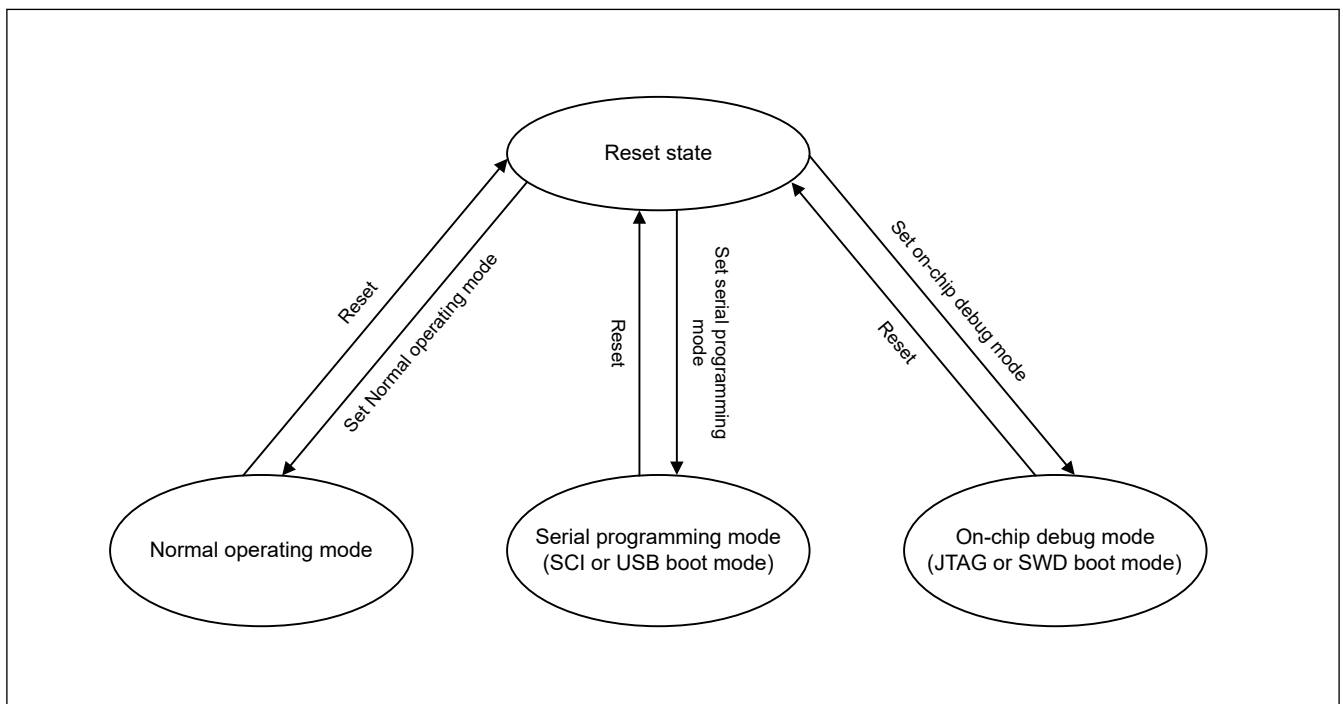 Reset state
Reset
Set Normal operating mode
Reset
Set serial programming
mode
Set on-chip debug mode
Reset
Normal operating mode
Serial programming mode
(SCI or USB boot mode)
On-chip debug mode
(JTAG or SWD boot mode)